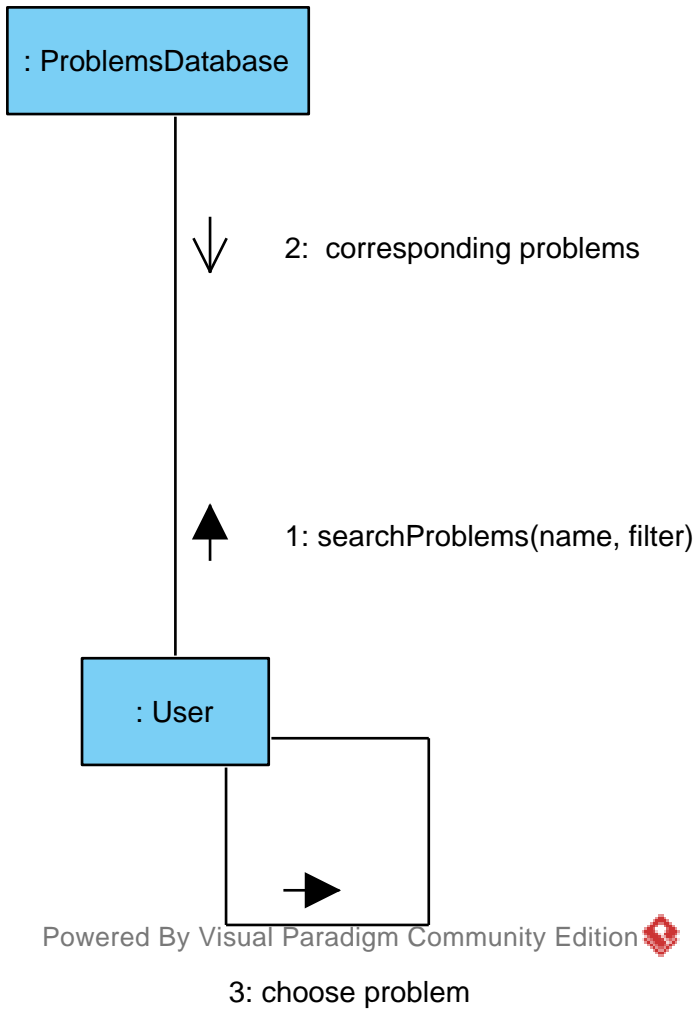 : ProblemsDatabase
2:  corresponding problems
1: searchProblems(name, filter)
: User
Powered By Visual Paradigm Community Edition
3: choose problem